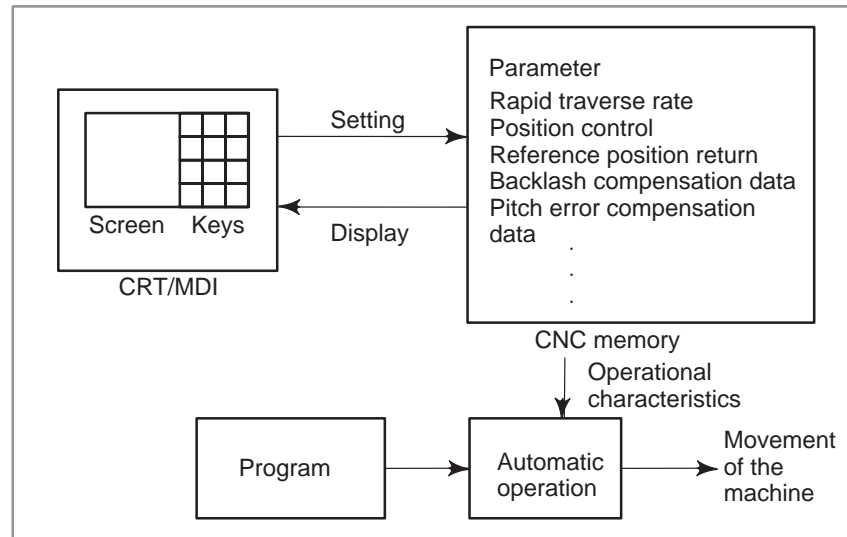 Parameter
Rapid traverse rate
Position control
Reference position return
Backlash compensation data
Pitch error compensation
data
.
.
.
Setting
Display
Screen Keys
CRT/MDI
CNC memory
Operational
characteristics
Program
Automatic
operation
Movement
of the
machine